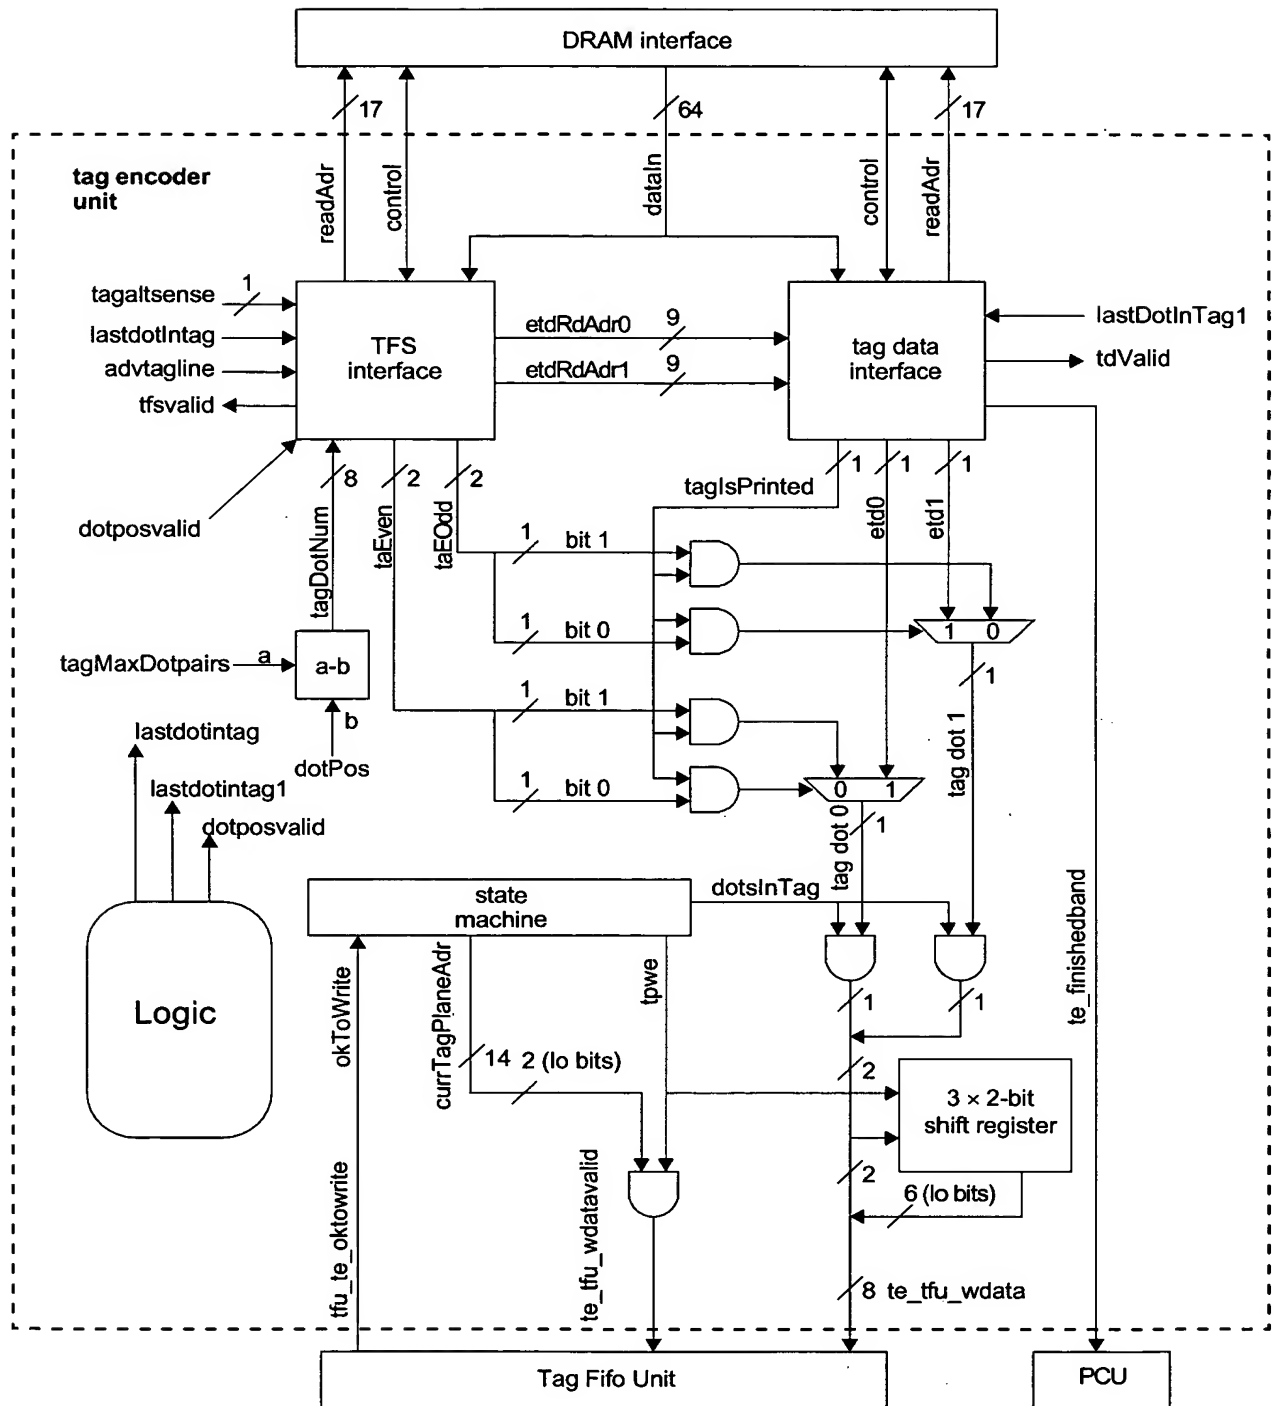 DRAM interface
17
64
17
tag encoder
unit
readAdr
control
dataIn
control
readAdr
tagaltsense
1
lastdotIntag
advtagline
tfsvalid
TFS
interface
etdRdAdr0
9
etdRdAdr1
9
tag data
interface
lastDotInTag1
tdValid
dotposvalid
8
2
2
1
1
1
tagIsPrinted
tagDotNum
taEven
taEOdd
etd0
etd1
1
bit 1
1
bit 0
1 0
1
tagMaxDotpairs
a
a-b
b
dotPos
1
bit 1
1
bit 0
0 1
1
tag dot 1
tag dot 0
lastdotintag
lastdotintag1
dotposvalid
Logic
state
machine
dotsInTag
okToWrite
currTagPlaneAdr
tpwe
1
1
te_finishedband
14
2 (lo bits)
2
3 × 2-bit
shift register
2
6 (lo bits)
tfu_te_oktowrite
te_tfu_wdatavalid
8
te_tfu_wdata
Tag Fifo Unit
PCU